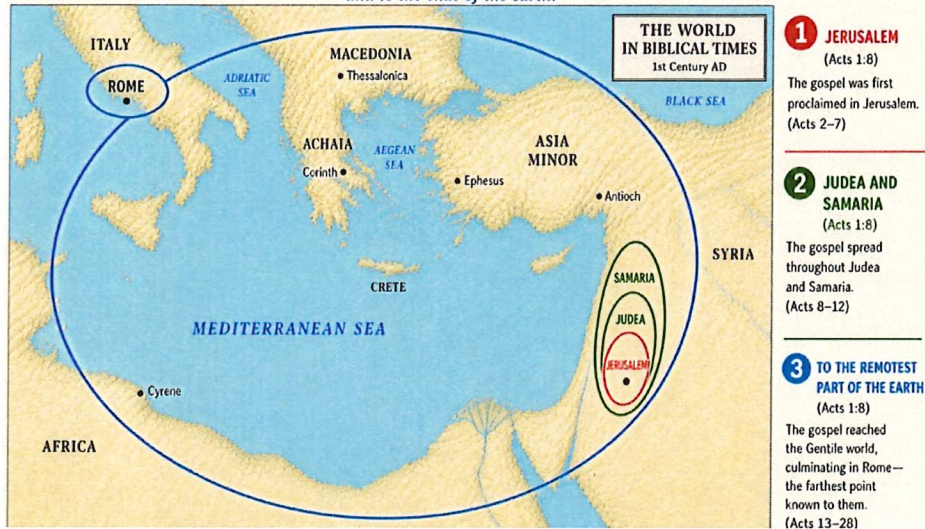 THE WORLD
IN BIBLICAL TIMES
1st Century AD
ITALY
ROME
ADRIATIC
SEA
MACEDONIA
Thessalonica
BLACK SEA
ACHAIA
Corinth
AEGEAN
SEA
ASIA
MINOR
Ephesus
Antioch
SYRIA
CRETE
SAMARIA
JUDEA
JERUSALEM
MEDITERRANEAN SEA
Cyrene
AFRICA
1 JERUSALEM
(Acts 1:8)
The gospel was first
proclaimed in Jerusalem.
(Acts 2–7)
2 JUDEA AND
SAMARIA
(Acts 1:8)
The gospel spread
throughout Judea
and Samaria.
(Acts 8–12)
3 TO THE REMOTEST
PART OF THE EARTH
(Acts 1:8)
The gospel reached
the Gentile world,
culminating in Rome—
the farthest point
known to them.
(Acts 13–28)